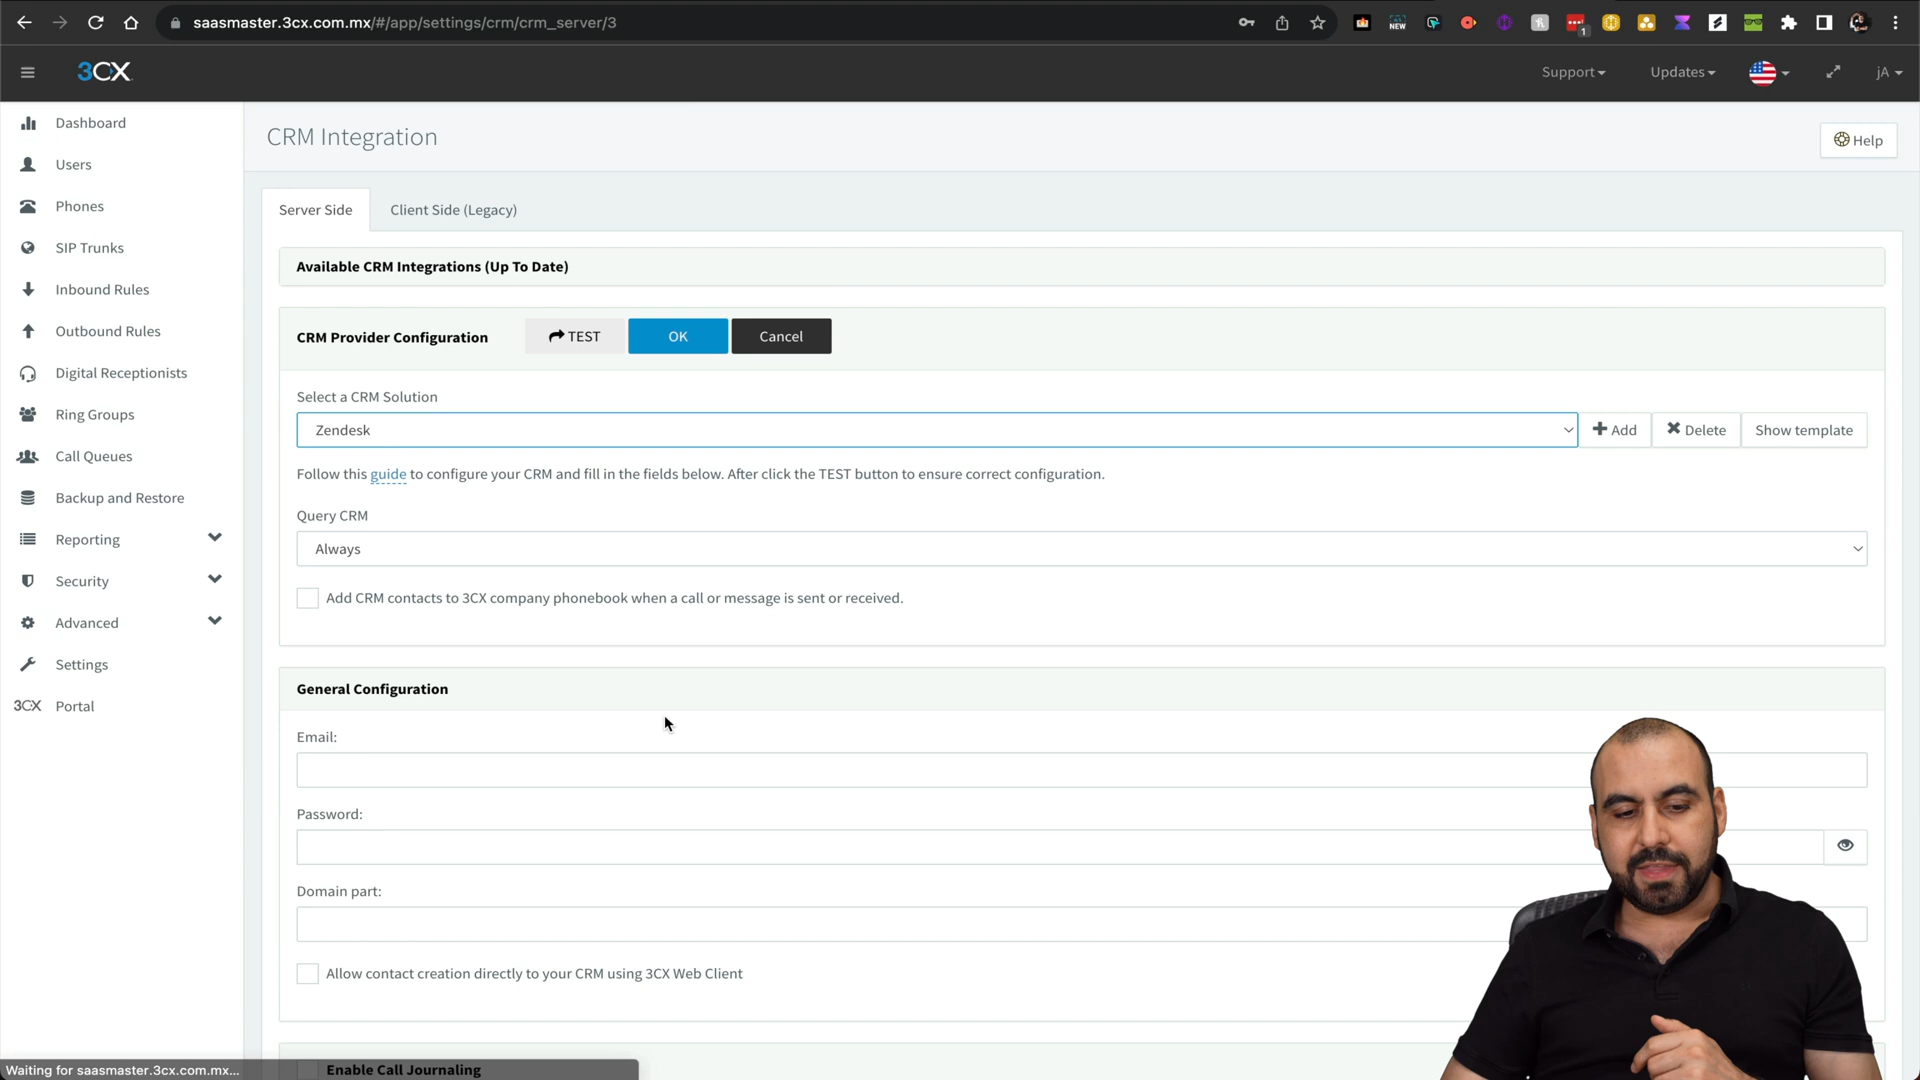 saasmaster.3cx.com.mx/#/app/settings/crm/crm_server/3
NEW
1
3CX
Support
Updates
jA
Dashboard
Users
Phones
SIP Trunks
Inbound Rules
Outbound Rules
Digital Receptionists
Ring Groups
Call Queues
Backup and Restore
Reporting
Security
Advanced
Settings
3CX Portal
CRM Integration
Help
Server Side
Client Side (Legacy)
Available CRM Integrations (Up To Date)
CRM Provider Configuration
TEST
OK
Cancel
Select a CRM Solution
Zendesk
Add
Delete
Show template
Follow this guide to configure your CRM and fill in the fields below. After click the TEST button to ensure correct configuration.
Query CRM
Always
Add CRM contacts to 3CX company phonebook when a call or message is sent or received.
General Configuration
Email:
Password:
Domain part:
Allow contact creation directly to your CRM using 3CX Web Client
Enable Call Journaling
Waiting for saasmaster.3cx.com.mx...